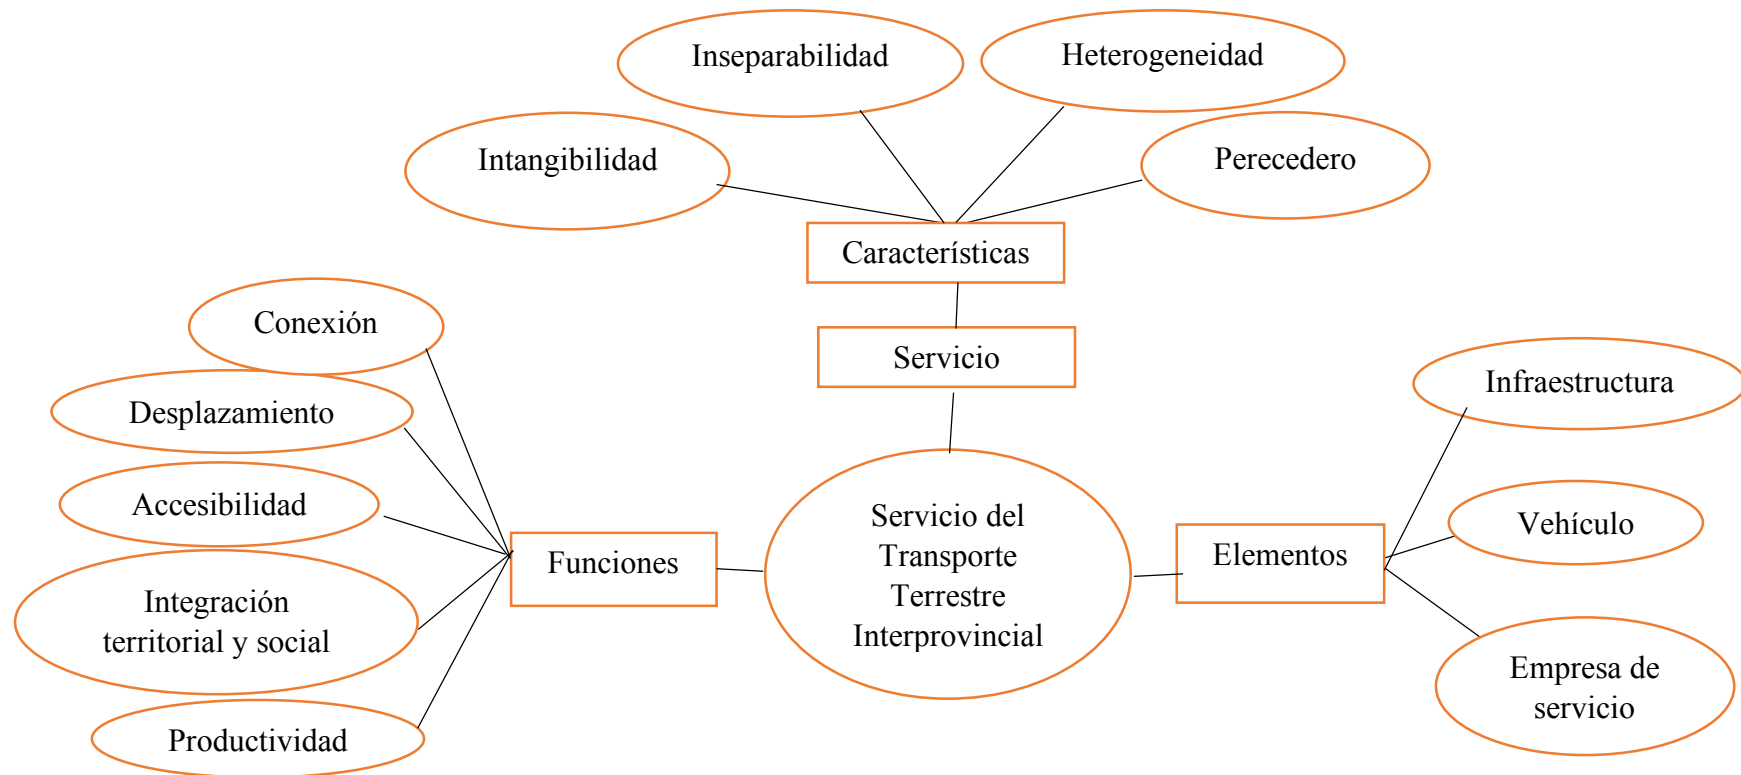 Inseparabilidad
Heterogeneidad
Intangibilidad
Perecedero
Característicás
Servicio
Conexión
Desplazamiento
Accesibilidad
Integración
territorial y social
Productividad
Funciones
Servicio del
Transporte
Terrestre
Interprovincial
Elementos
Infraestructura
Vehículo
Empresa de
servicio